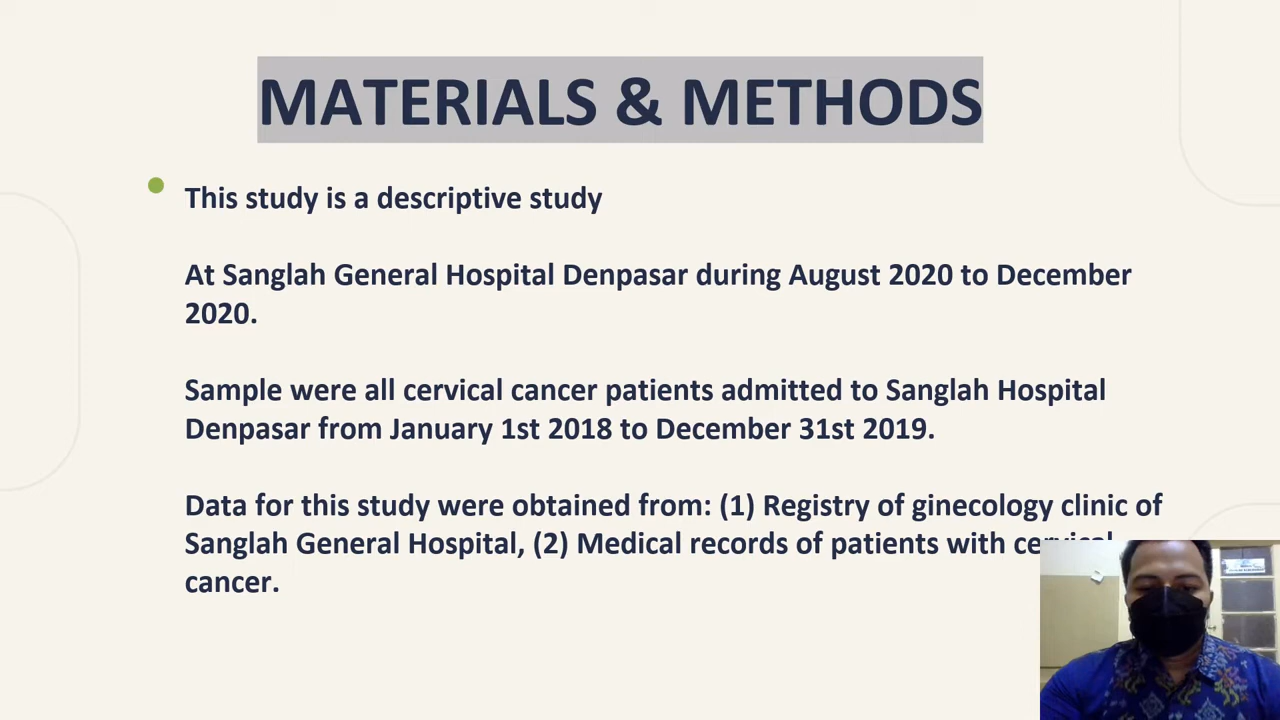 MATERIALS & METHODS
This study is a descriptive study
At Sanglah General Hospital Denpasar during August 2020 to December
2020.
Sample were all cervical cancer patients admitted to Sanglah Hospital
Denpasar from January 1st 2018 to December 31st 2019.
Data for this study were obtained from: (1) Registry of ginecology clinic of
Sanglah General Hospital, (2) Medical records of patients with cervical
cancer.